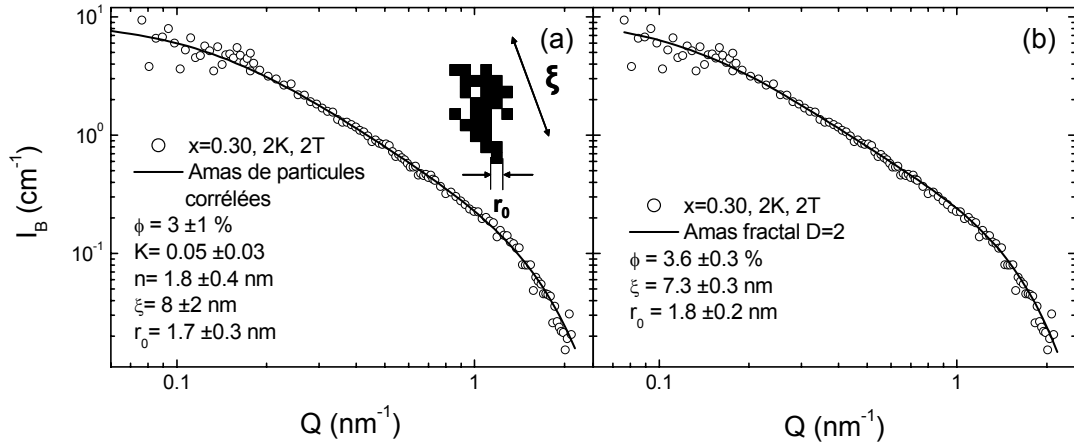 (a)
10¹
10⁰
10⁻¹
I_B (cm⁻¹)
ξ
r₀
x=0.30, 2K, 2T
Amas de particules
corrélées
ϕ = 3 ±1 %
K= 0.05 ±0.03
n= 1.8 ±0.4 nm
ξ= 8 ±2 nm
r₀= 1.7 ±0.3 nm
0.1
1
Q (nm⁻¹)
(b)
x=0.30, 2K, 2T
Amas fractal D=2
ϕ = 3.6 ±0.3 %
ξ = 7.3 ±0.3 nm
r₀ = 1.8 ±0.2 nm
0.1
1
Q (nm⁻¹)